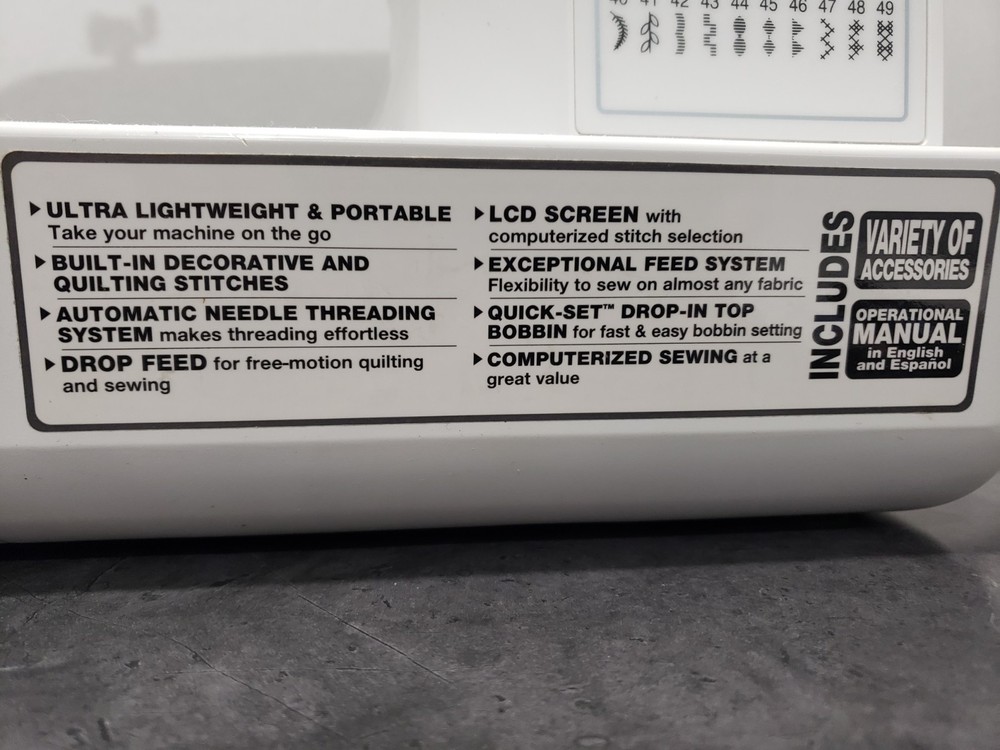 42 43 44 45 46 47 48 49
▶ ULTRA LIGHTWEIGHT & PORTABLE
Take your machine on the go
▶ BUILT-IN DECORATIVE AND
QUILTING STITCHES
▶ AUTOMATIC NEEDLE THREADING
SYSTEM makes threading effortless
▶ DROP FEED for free-motion quilting
and sewing
▶ LCD SCREEN with
computerized stitch selection
▶ EXCEPTIONAL FEED SYSTEM
Flexibility to sew on almost any fabric
▶ QUICK-SET™ DROP-IN TOP
BOBBIN for fast & easy bobbin setting
▶ COMPUTERIZED SEWING at a
great value
INCLUDES
VARIETY OF
ACCESSORIES
OPERATIONAL
MANUAL
in English
and Español